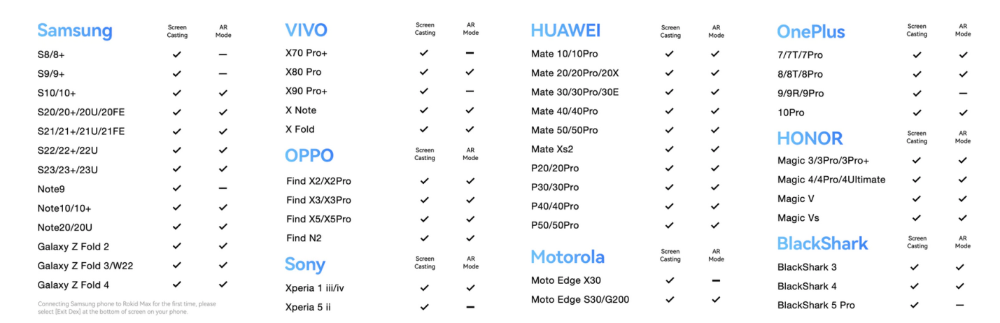 Samsung Screen Casting AR Mode
S8/8+ ✓ —
S9/9+ ✓ —
S10/10+ ✓ ✓
S20/20+/20U/20FE ✓ ✓
S21/21+/21U/21FE ✓ ✓
S22/22+/22U ✓ ✓
S23/23+/23U ✓ ✓
Note9 ✓ —
Note10/10+ ✓ ✓
Note20/20U ✓ ✓
Galaxy Z Fold 2 ✓ ✓
Galaxy Z Fold 3/W22 ✓ ✓
Galaxy Z Fold 4 ✓ ✓
Connecting Samsung phone to Rokid Max for the first time, please
select [Exit Dex] at the bottom of screen on your phone.
VIVO Screen Casting AR Mode
X70 Pro+ ✓ —
X80 Pro ✓ ✓
X90 Pro+ ✓ —
X Note ✓ ✓
X Fold ✓ ✓
OPPO Screen Casting AR Mode
Find X2/X2Pro ✓ ✓
Find X3/X3Pro ✓ ✓
Find X5/X5Pro ✓ ✓
Find N2 ✓ ✓
Sony Screen Casting AR Mode
Xperia 1 iii/iv ✓ ✓
Xperia 5 ii ✓ —
HUAWEI Screen Casting AR Mode
Mate 10/10Pro ✓ ✓
Mate 20/20Pro/20X ✓ ✓
Mate 30/30Pro/30E ✓ ✓
Mate 40/40Pro ✓ ✓
Mate 50/50Pro ✓ ✓
Mate Xs2 ✓ ✓
P20/20Pro ✓ ✓
P30/30Pro ✓ ✓
P40/40Pro ✓ ✓
P50/50Pro ✓ ✓
Motorola Screen Casting AR Mode
Moto Edge X30 ✓ —
Moto Edge S30/G200 ✓ ✓
OnePlus Screen Casting AR Mode
7/7T/7Pro ✓ ✓
8/8T/8Pro ✓ ✓
9/9R/9Pro ✓ —
10Pro ✓ ✓
HONOR Screen Casting AR Mode
Magic 3/3Pro/3Pro+ ✓ ✓
Magic 4/4Pro/4Ultimate ✓ ✓
Magic V ✓ ✓
Magic Vs ✓ ✓
BlackShark Screen Casting AR Mode
BlackShark 3 ✓ ✓
BlackShark 4 ✓ ✓
BlackShark 5 Pro ✓ —